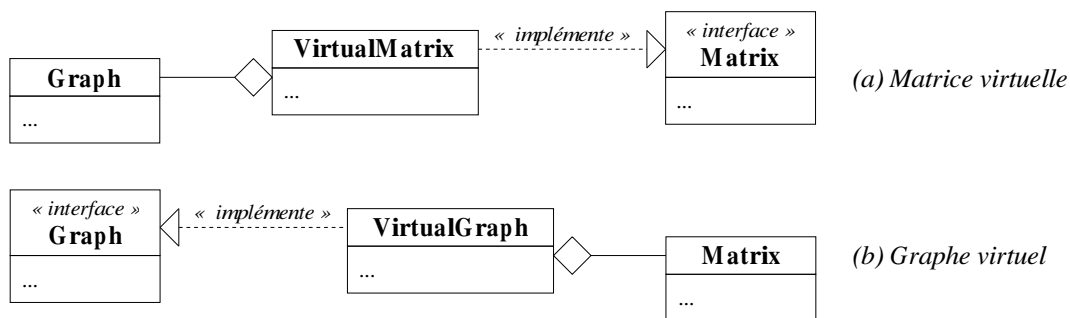 Graph
...
VirtualMatrix
...
« implémente »
« interface »
Matrix
...
(a) Matrice virtuelle
« interface »
Graph
...
« implémente »
VirtualGraph
...
Matrix
...
(b) Graphe virtuel